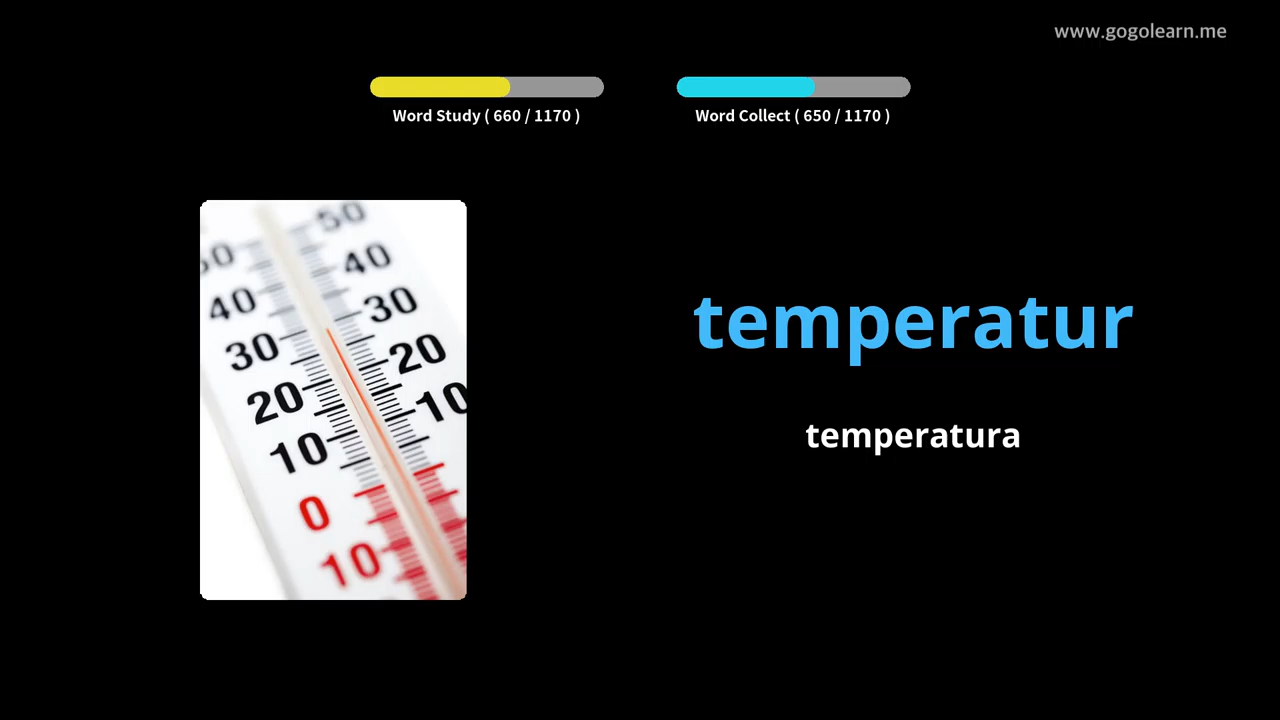 www.gogolearn.me
Word Study ( 660 / 1170 )
Word Collect ( 650 / 1170 )
50
50
40
40
30
30
20
20
10
10
0
10
temperatur
temperatura